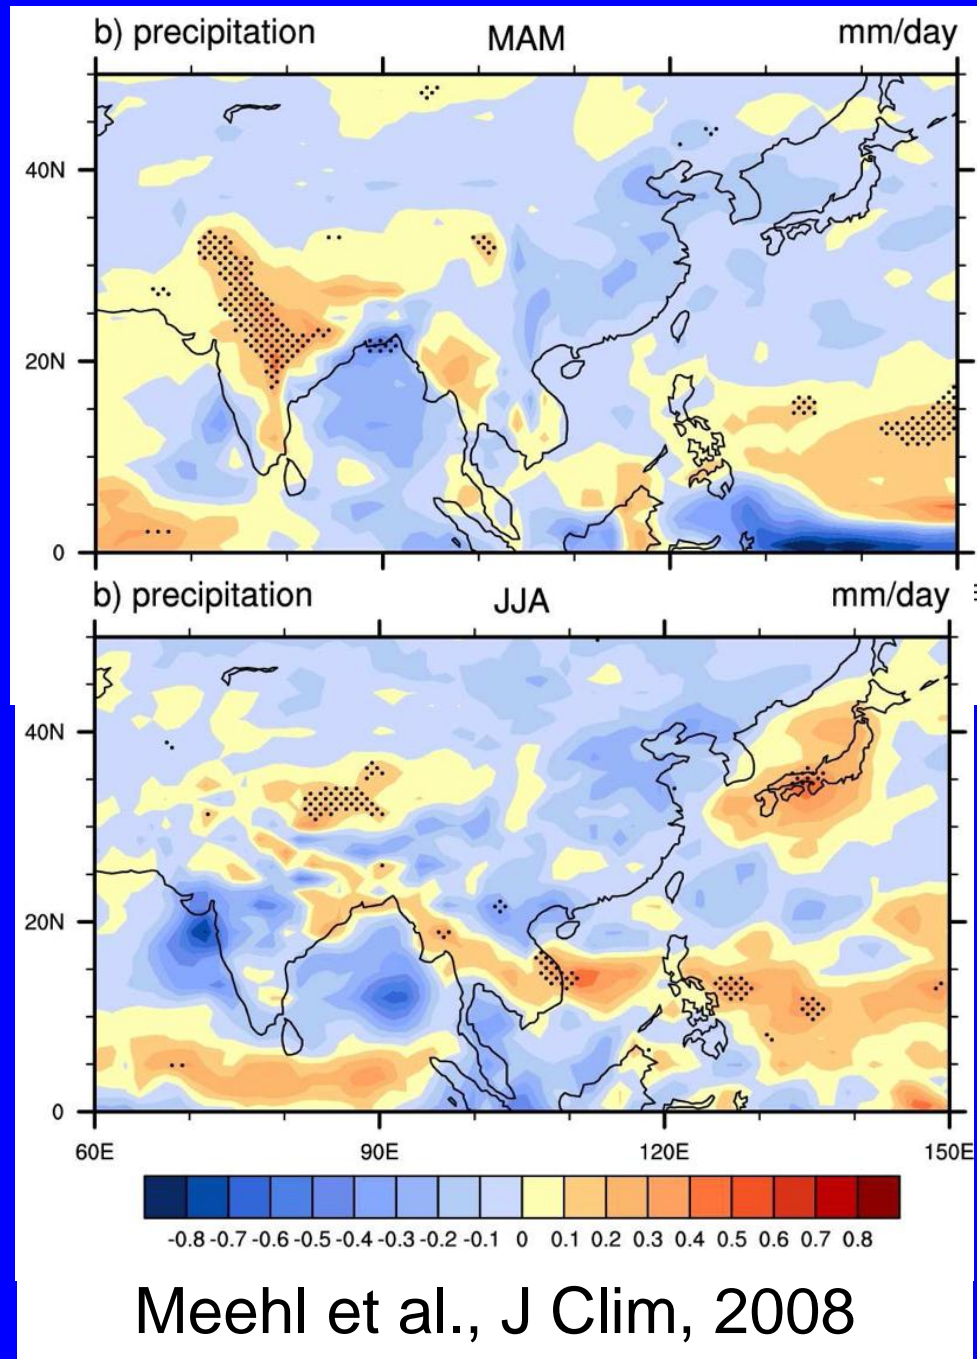 b) precipitation MAM mm/day
40N
20N
0
b) precipitation JJA mm/day
40N
20N
0
60E 90E 120E 150E
-0.8 -0.7 -0.6 -0.5 -0.4 -0.3 -0.2 -0.1 0 0.1 0.2 0.3 0.4 0.5 0.6 0.7 0.8
Meehl et al., J Clim, 2008